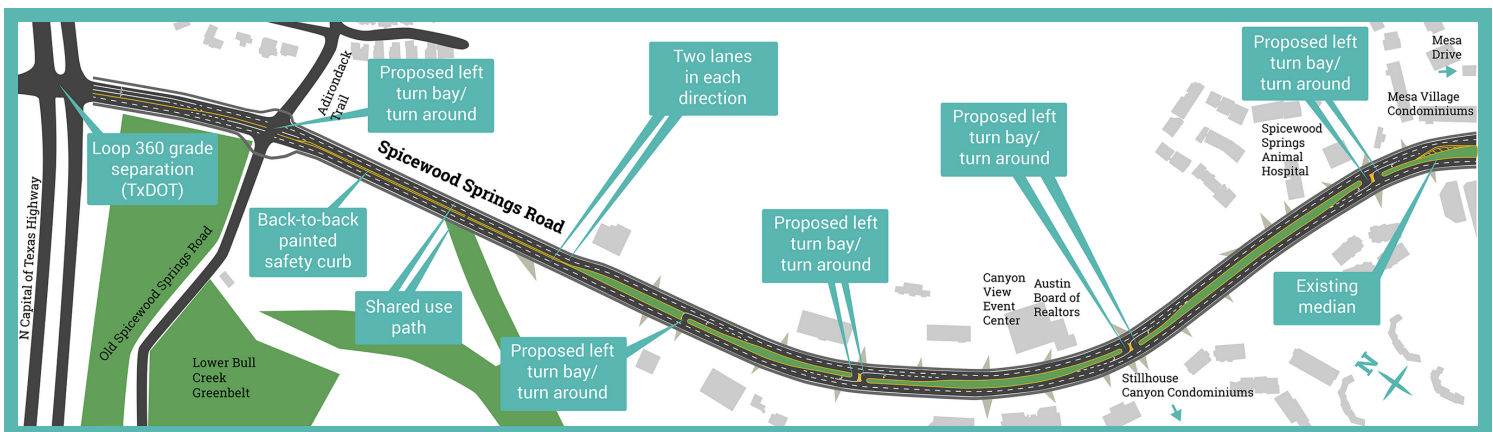 N Capital of Texas Highway
Loop 360 grade
separation
(TxDOT)
Old Spicewood Springs Road
Lower Bull
Creek
Greenbelt
Adirondack
Trail
Proposed left
turn bay/
turn around
Back-to-back
painted
safety curb
Spicewood Springs Road
Shared use
path
Two lanes
in each
direction
Proposed left
turn bay/
turn around
Proposed left
turn bay/
turn around
Proposed left
turn bay/
turn around
Canyon
View
Event
Center
Austin
Board of
Realtors
Stillhouse
Canyon Condominiums
Spicewood
Springs
Animal
Hospital
Proposed left
turn bay/
turn around
Mesa
Drive
Mesa Village
Condominiums
Existing
median
N